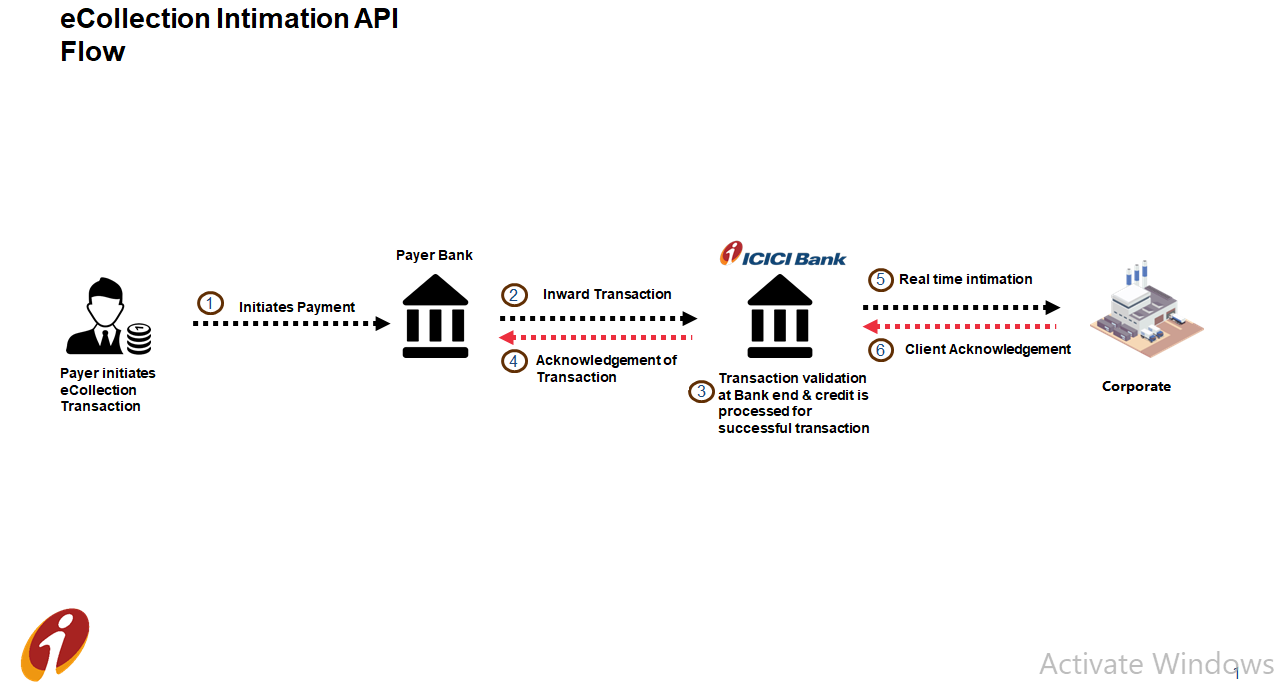 eCollection Intimation API
Flow
Payer Bank
ICICI Bank
1
Initiates Payment
2
Inward Transaction
5
Real time intimation
4
Acknowledgement of
Transaction
6
Client Acknowledgement
Payer initiates
eCollection
Transaction
3
Transaction validation
at Bank end & credit is
processed for
successful transaction
Corporate
Activate Windows
1